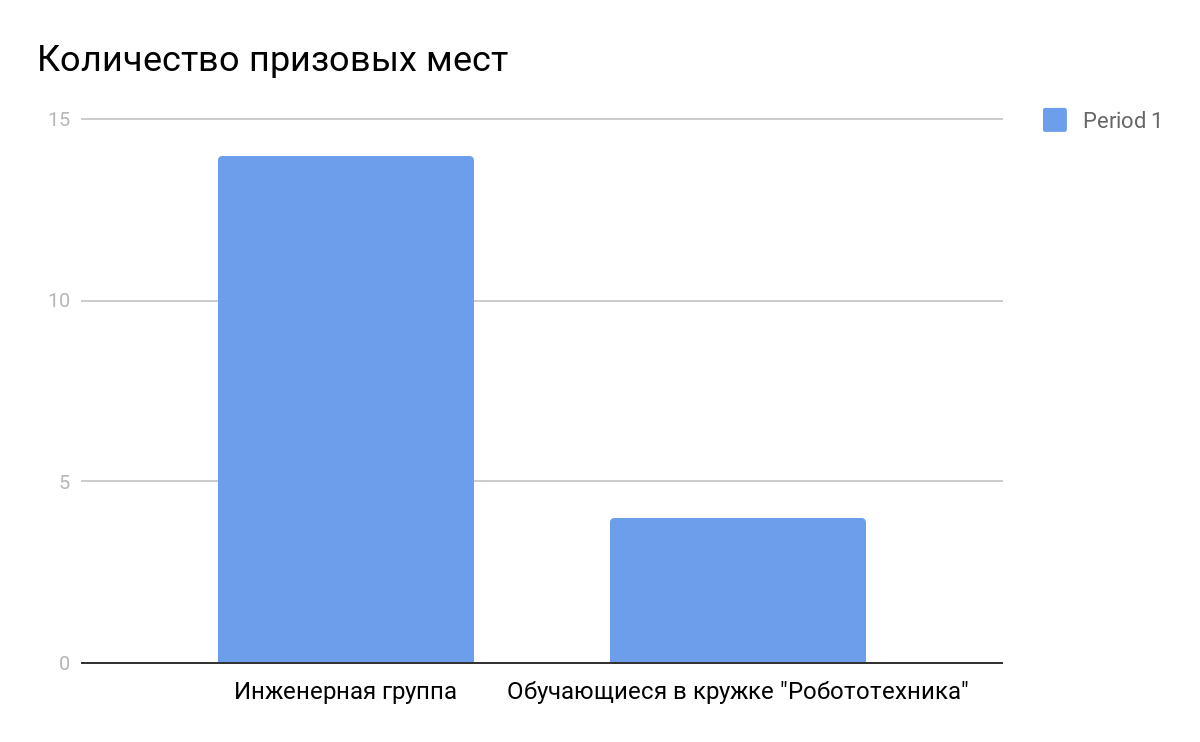 Количество призовых мест
15
Period 1
10
5
0
Инженерная группа
Обучающиеся в кружке "Робототехника"